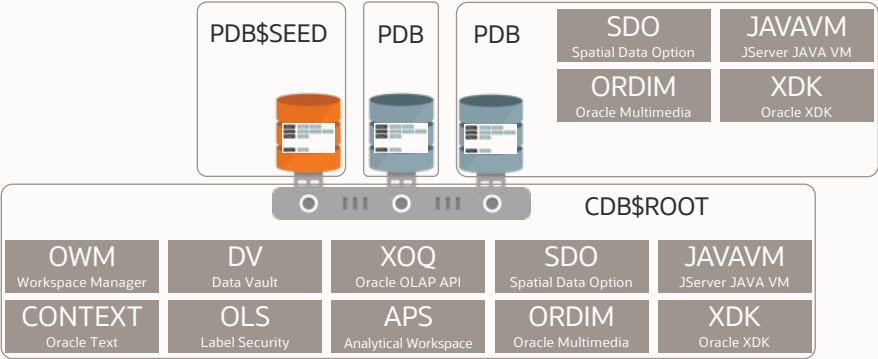 PDB$SEED
PDB
PDB
SDO
Spatial Data Option
JAVAVM
JServer JAVA VM
ORDIM
Oracle Multimedia
XDK
Oracle XDK
CDB$ROOT
OWM
Workspace Manager
DV
Data Vault
XOQ
Oracle OLAP API
SDO
Spatial Data Option
JAVAVM
JServer JAVA VM
CONTEXT
Oracle Text
OLS
Label Security
APS
Analytical Workspace
ORDIM
Oracle Multimedia
XDK
Oracle XDK